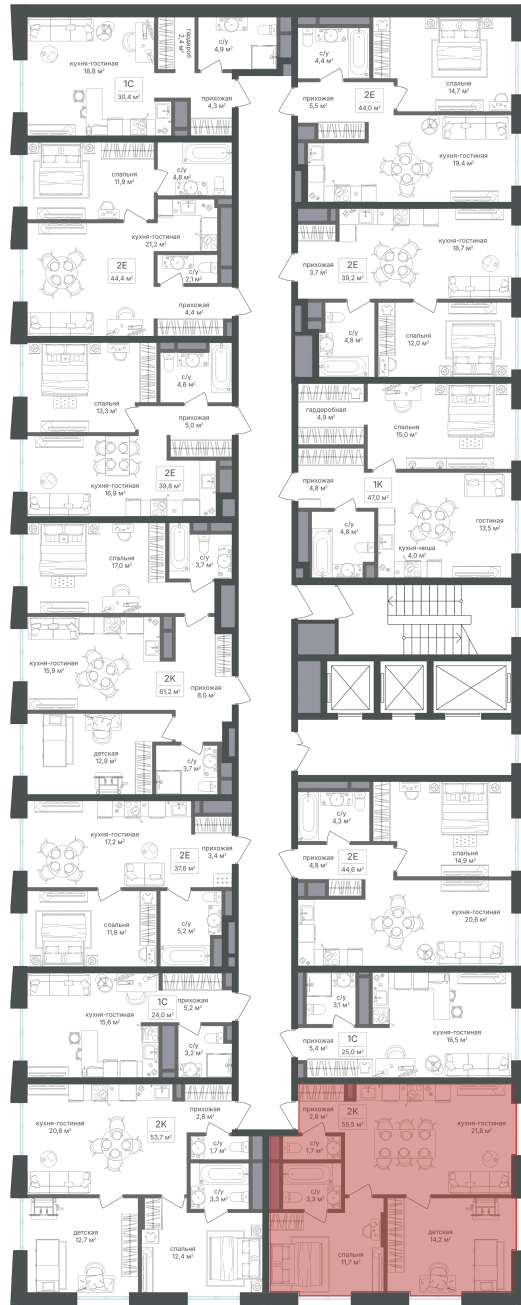 кухня-гостиная
18,8 м²
гардероб
2,4 м²
с/у
4,9 м²
1С
30,4 м²
прихожая
4,3 м²
с/у
4,4 м²
спальня
14,7 м²
прихожая
5,5 м²
2Е
44,0 м²
кухня-гостиная
19,4 м²
спальня
11,9 м²
с/у
4,8 м²
кухня-гостиная
21,2 м²
2Е
44,4 м²
с/у
2,1 м²
прихожая
4,4 м²
кухня-гостиная
18,7 м²
прихожая
3,7 м²
2Е
39,2 м²
с/у
4,8 м²
спальня
12,0 м²
спальня
13,3 м²
с/у
4,6 м²
прихожая
5,0 м²
2Е
39,8 м²
кухня-гостиная
16,9 м²
гардеробная
4,9 м²
спальня
15,0 м²
прихожая
4,8 м²
1К
47,0 м²
с/у
4,8 м²
гостиная
13,5 м²
кухня-ниша
4,0 м²
спальня
17,0 м²
с/у
3,7 м²
кухня-гостиная
15,9 м²
2К
61,2 м²
прихожая
8,0 м²
детская
12,9 м²
с/у
3,7 м²
кухня-гостиная
17,2 м²
2Е
37,6 м²
прихожая
3,4 м²
спальня
11,8 м²
с/у
5,2 м²
с/у
4,3 м²
спальня
14,9 м²
прихожая
4,8 м²
2Е
44,6 м²
кухня-гостиная
20,6 м²
кухня-гостиная
15,6 м²
1С
24,0 м²
прихожая
5,2 м²
с/у
3,2 м²
с/у
3,1 м²
прихожая
5,4 м²
1С
25,0 м²
кухня-гостиная
16,5 м²
кухня-гостиная
20,8 м²
2К
53,7 м²
прихожая
2,8 м²
с/у
1,7 м²
с/у
3,3 м²
детская
12,7 м²
спальня
12,4 м²
прихожая
2,8 м²
2К
55,5 м²
кухня-гостиная
21,8 м²
с/у
1,7 м²
с/у
3,3 м²
спальня
11,7 м²
детская
14,2 м²